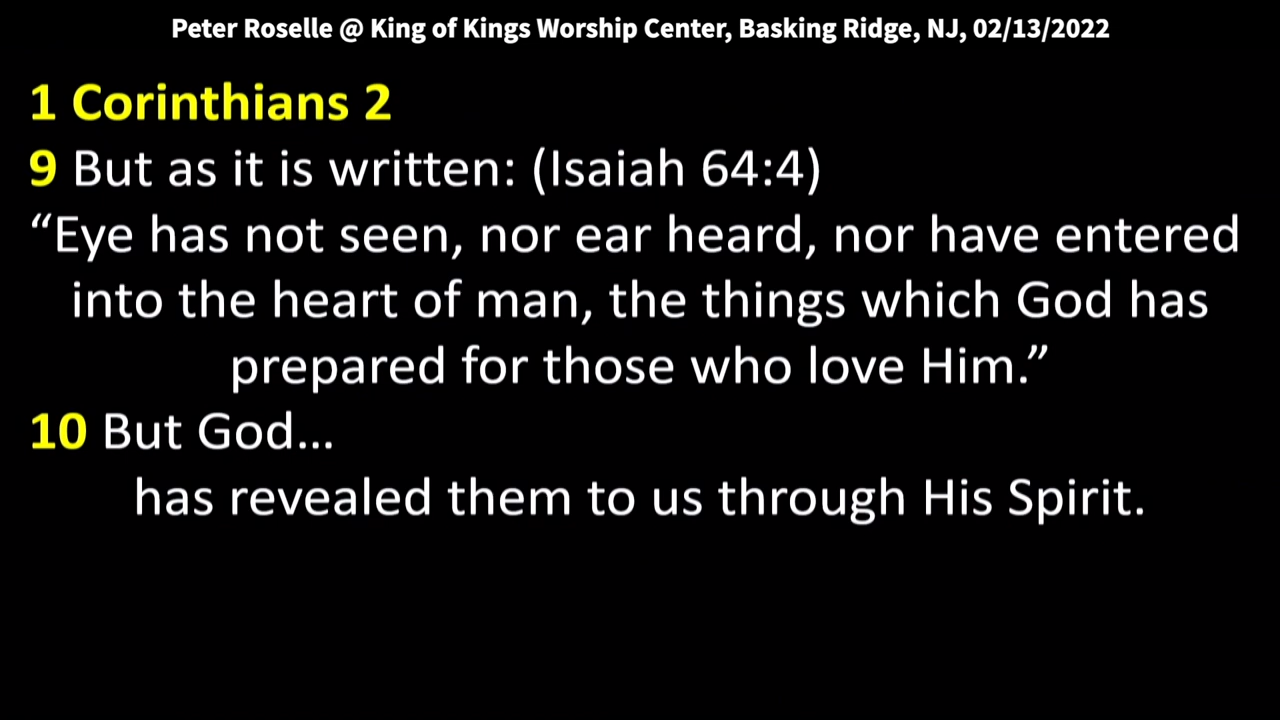 Peter Roselle @ King of Kings Worship Center, Basking Ridge, NJ, 02/13/2022
1 Corinthians 2
9 But as it is written: (Isaiah 64:4)
“Eye has not seen, nor ear heard, nor have entered
into the heart of man, the things which God has
prepared for those who love Him.”
10 But God...
has revealed them to us through His Spirit.